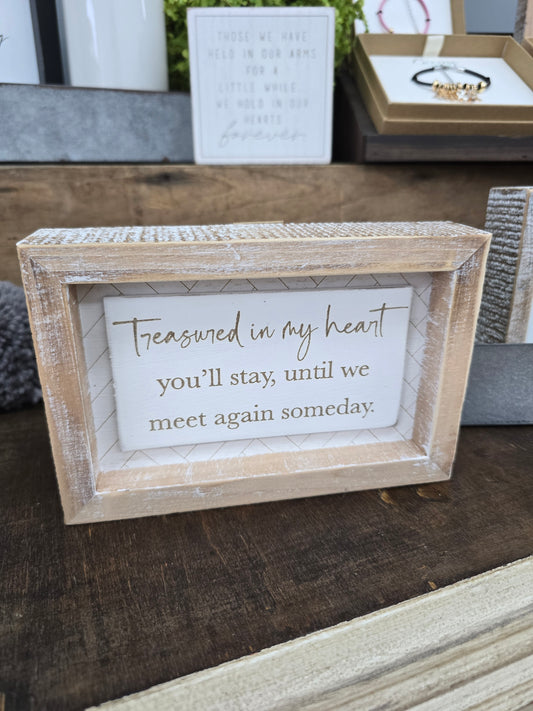 THOSE WE HAVE
HELD IN OUR ARMS
FOR A
LITTLE WHILE...
WE HOLD IN OUR
HEARTS
forever
Treasured in my heart
you'll stay, until we
meet again someday.